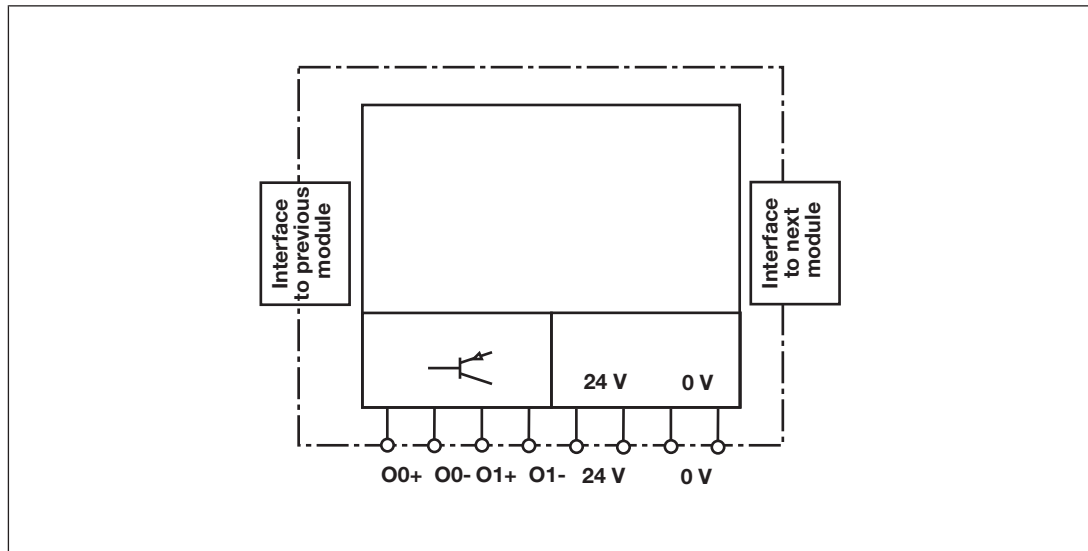 Interface
to previous
module
Interface
to next
module
24 V 0 V
O0+ O0- O1+ O1- 24 V 0 V